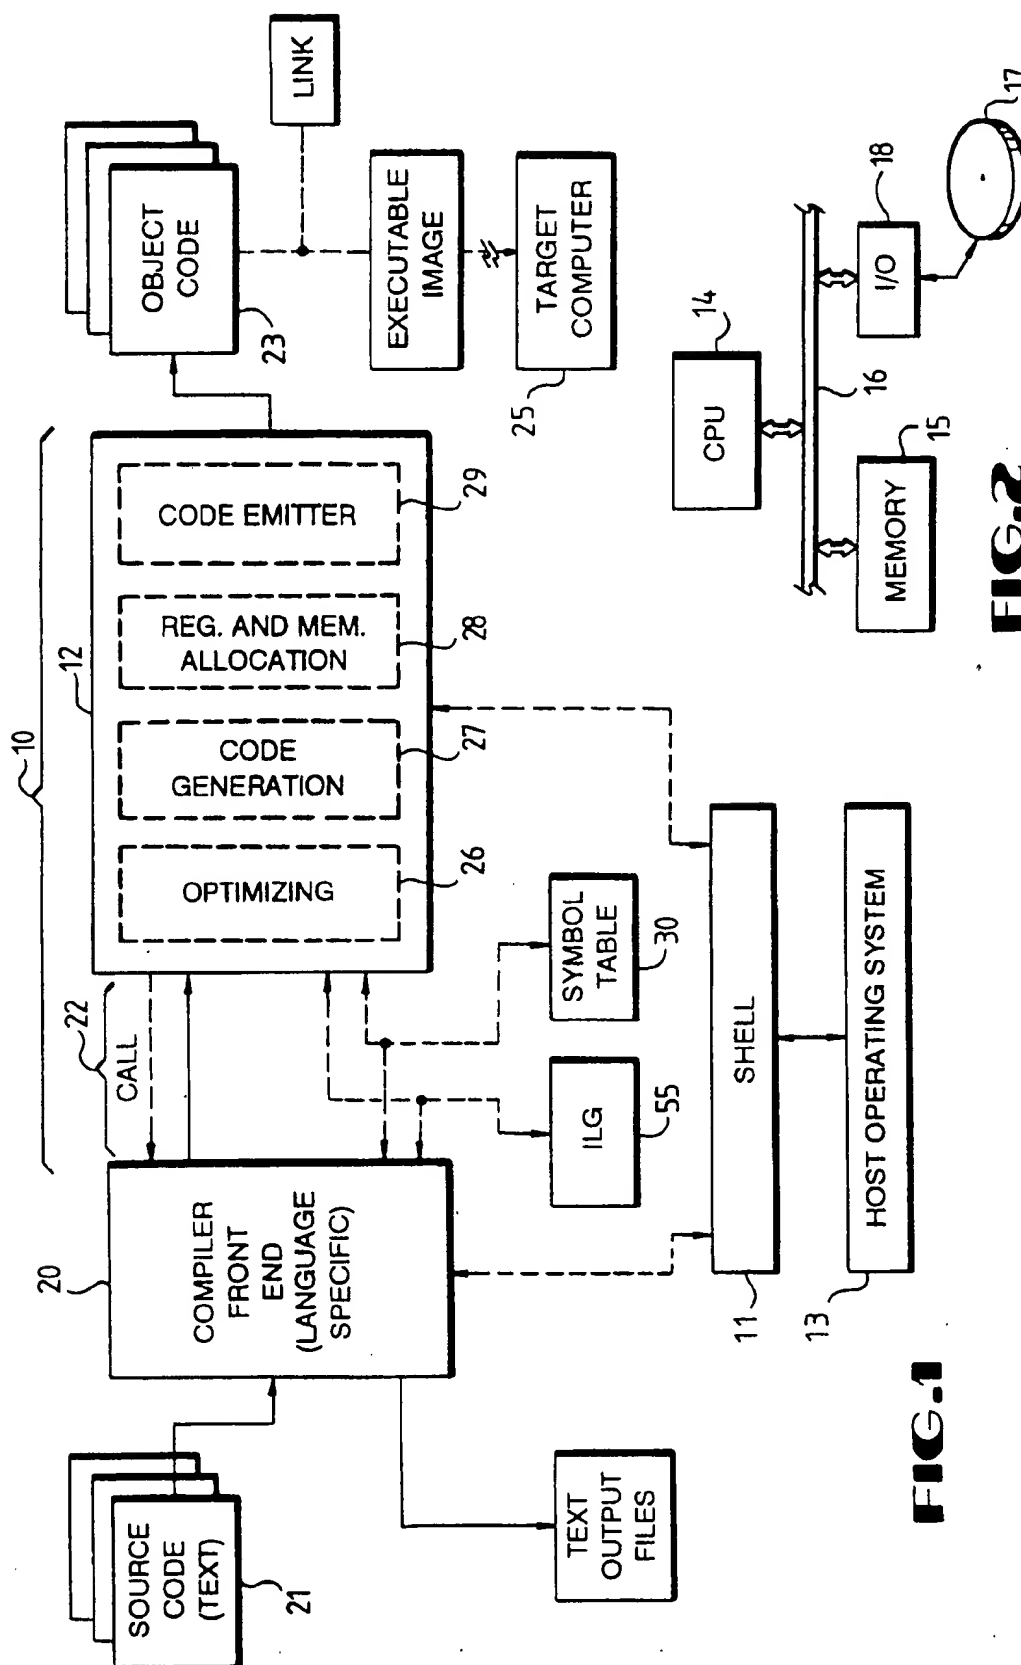 10
22
CALL
12
20
COMPILER
FRONT
END
(LANGUAGE
SPECIFIC)
SOURCE
CODE
(TEXT)
21
TEXT
OUTPUT
FILES
OPTIMIZING
26
CODE
GENERATION
27
REG. AND MEM.
ALLOCATION
28
CODE EMITTER
29
OBJECT
CODE
23
LINK
EXECUTABLE
IMAGE
TARGET
COMPUTER
25
ILG
55
SYMBOL
TABLE
30
SHELL
11
HOST OPERATING SYSTEM
13
FIG.1
CPU
14
16
MEMORY
15
I/O
18
17
FIG.2